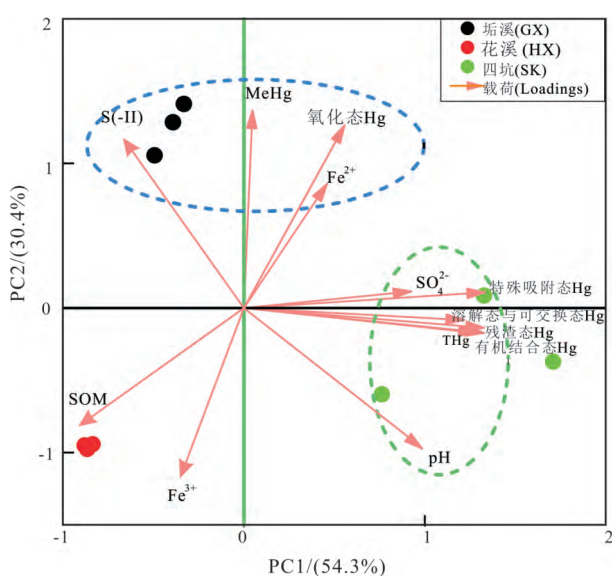 2
垢溪(GX)
花溪 (HX)
四坑(SK)
载荷(Loadings)
S(-II)
MeHg
氧化态Hg
Fe2+
1
PC2/(30.4%)
SO42-
特殊吸附态Hg
0
溶解态与可交换态Hg
THg
残渣态Hg
有机结合态Hg
SOM
-1
pH
Fe3+
-1
0
1
2
PC1/(54.3%)